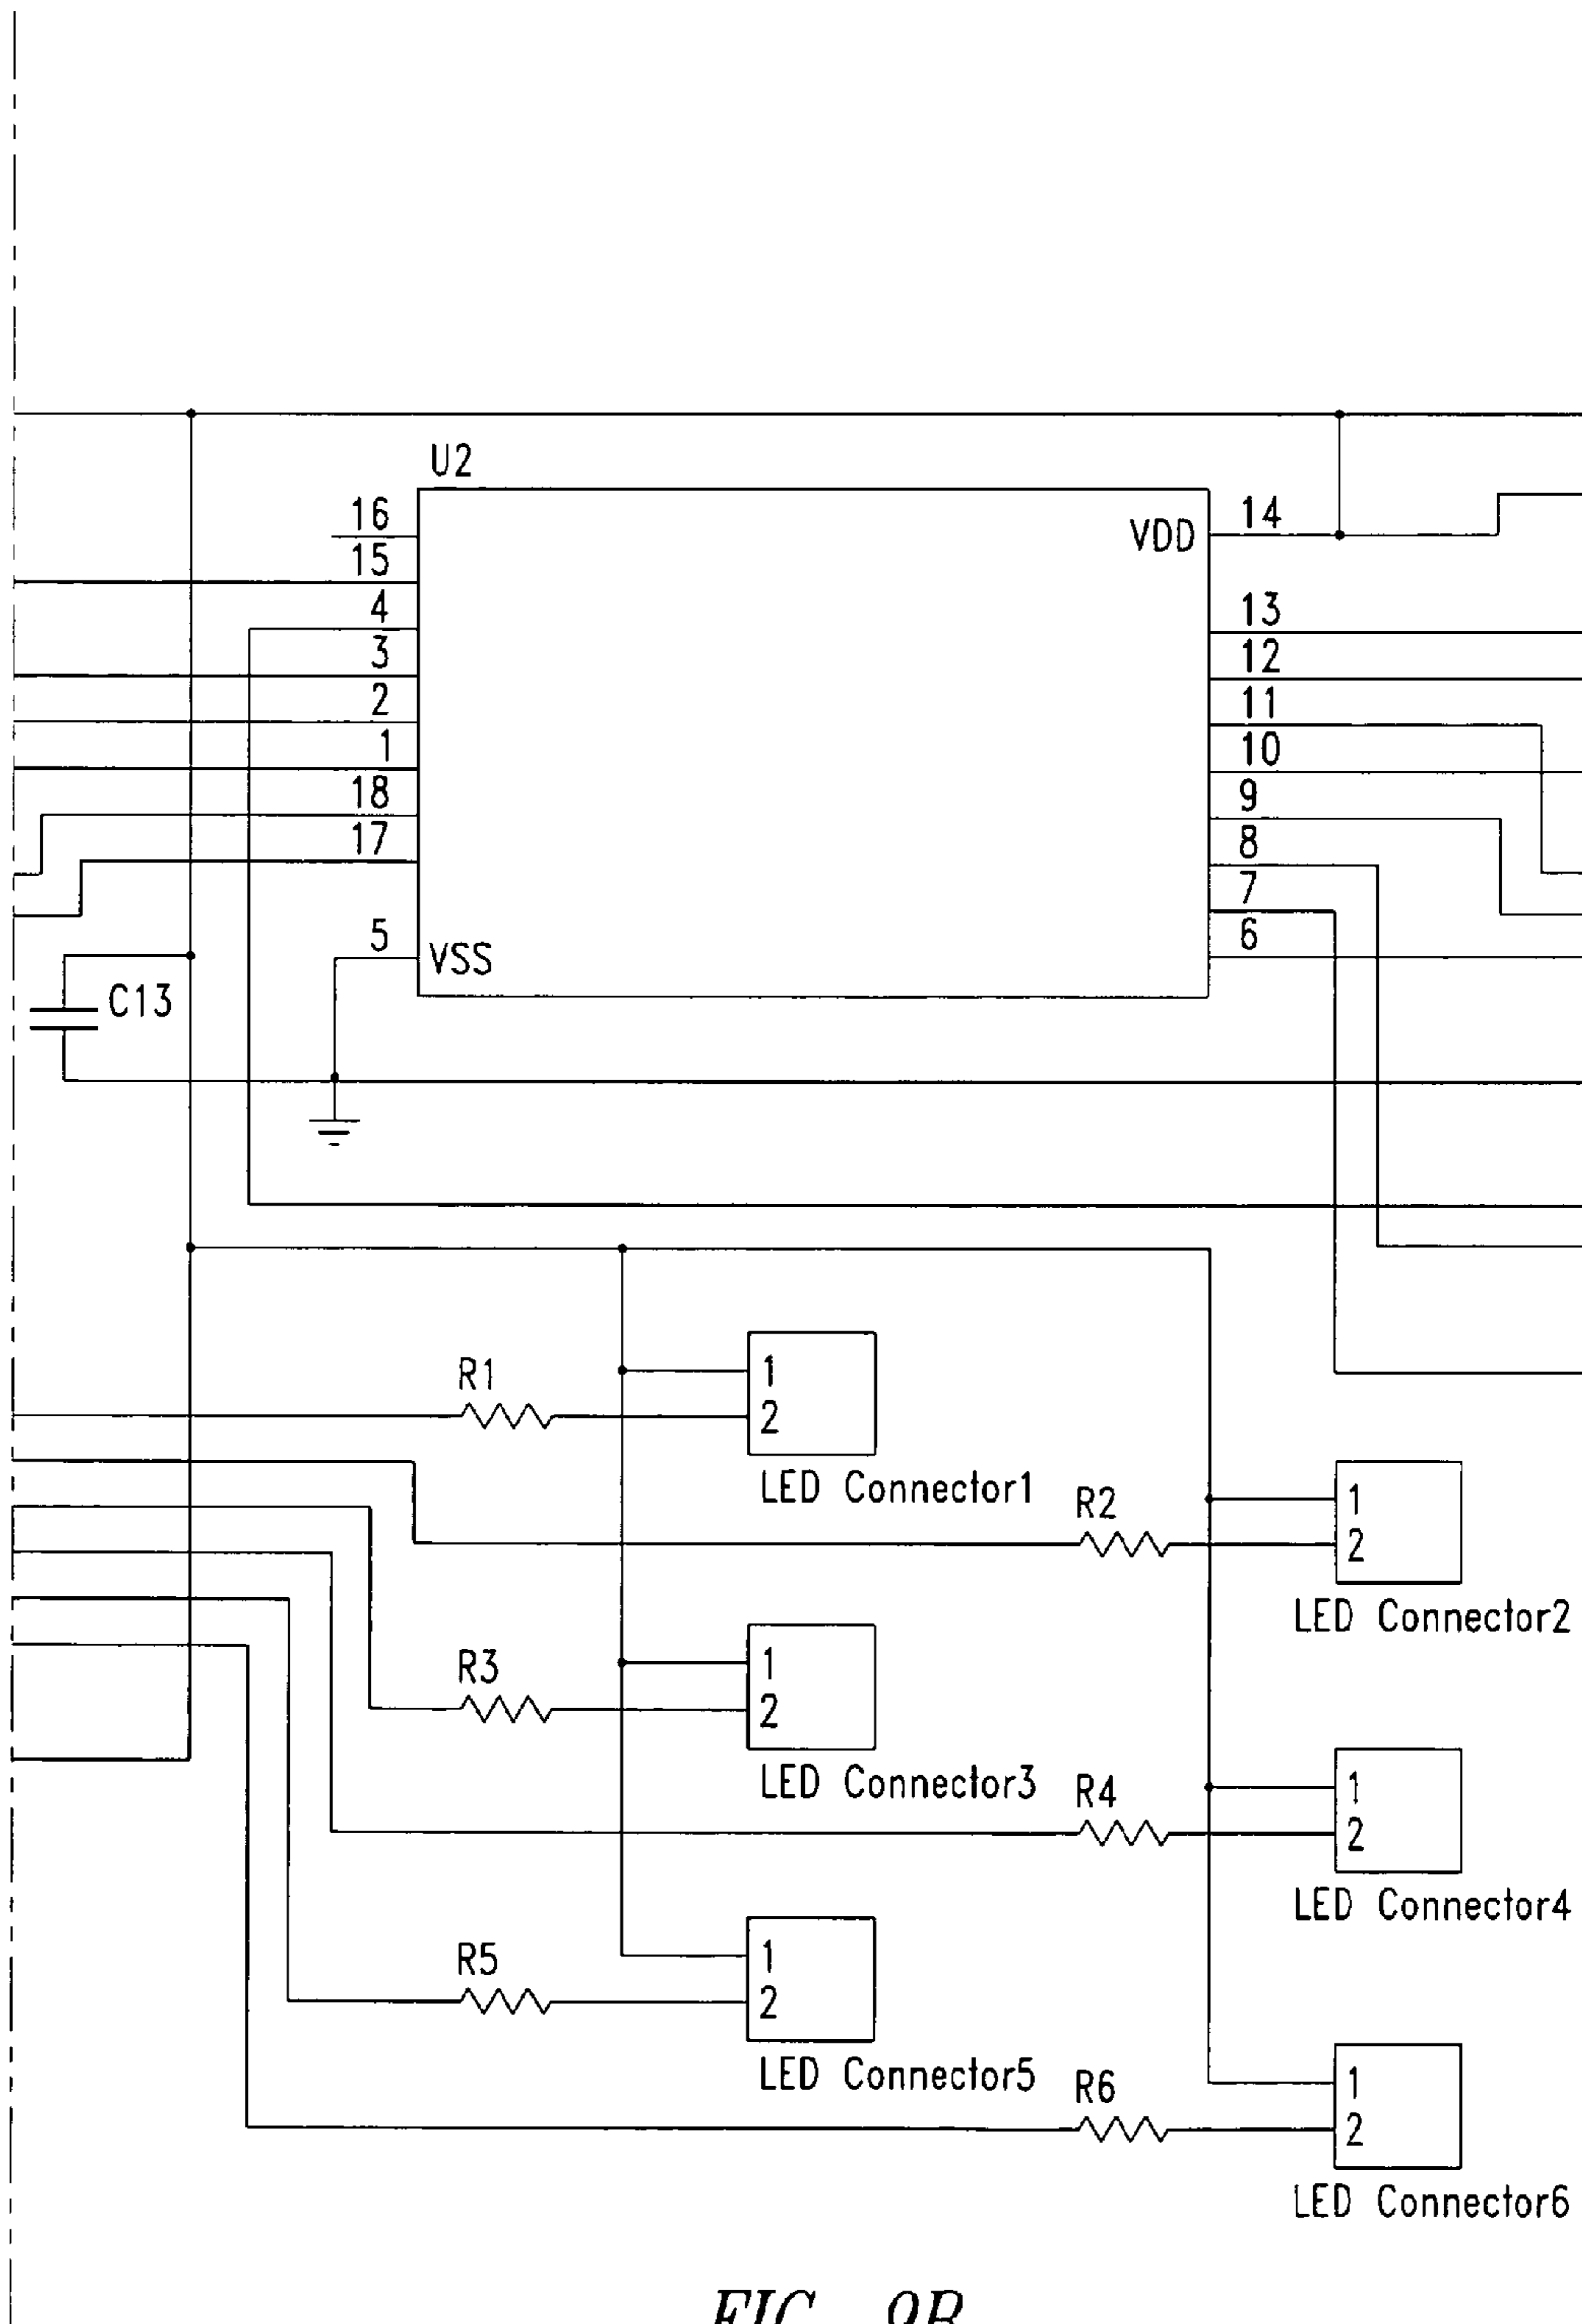 U2
16
VDD
14
15
4
13
3
12
2
11
1
10
18
9
17
8
7
5
VSS
6
C13
R1
1
2
LED Connector1
R2
1
2
LED Connector2
R3
1
2
LED Connector3
R4
1
2
LED Connector4
R5
1
2
LED Connector5
R6
1
2
LED Connector6
FIG. 9B